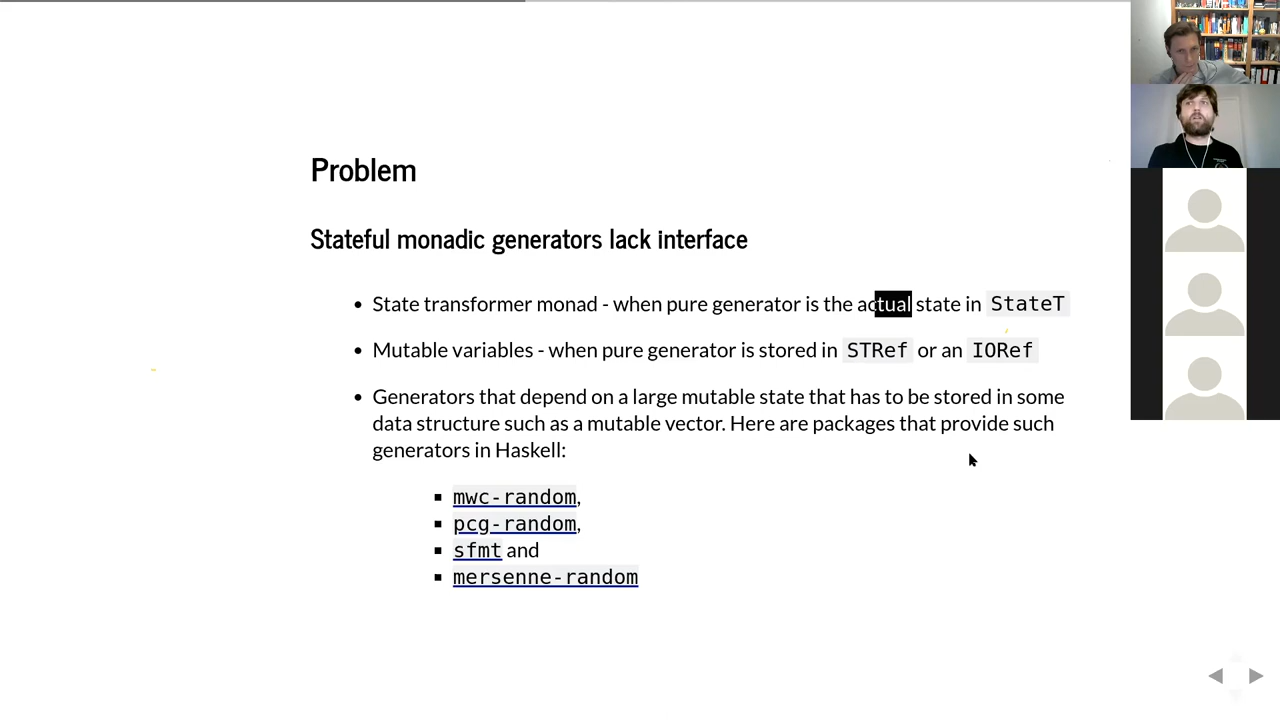 Problem
Stateful monadic generators lack interface
State transformer monad - when pure generator is the actual state in StateT
Mutable variables - when pure generator is stored in STRef or an IORef
Generators that depend on a large mutable state that has to be stored in some
data structure such as a mutable vector. Here are packages that provide such
generators in Haskell:
mwc-random,
pcg-random,
sfmt and
mersenne-random